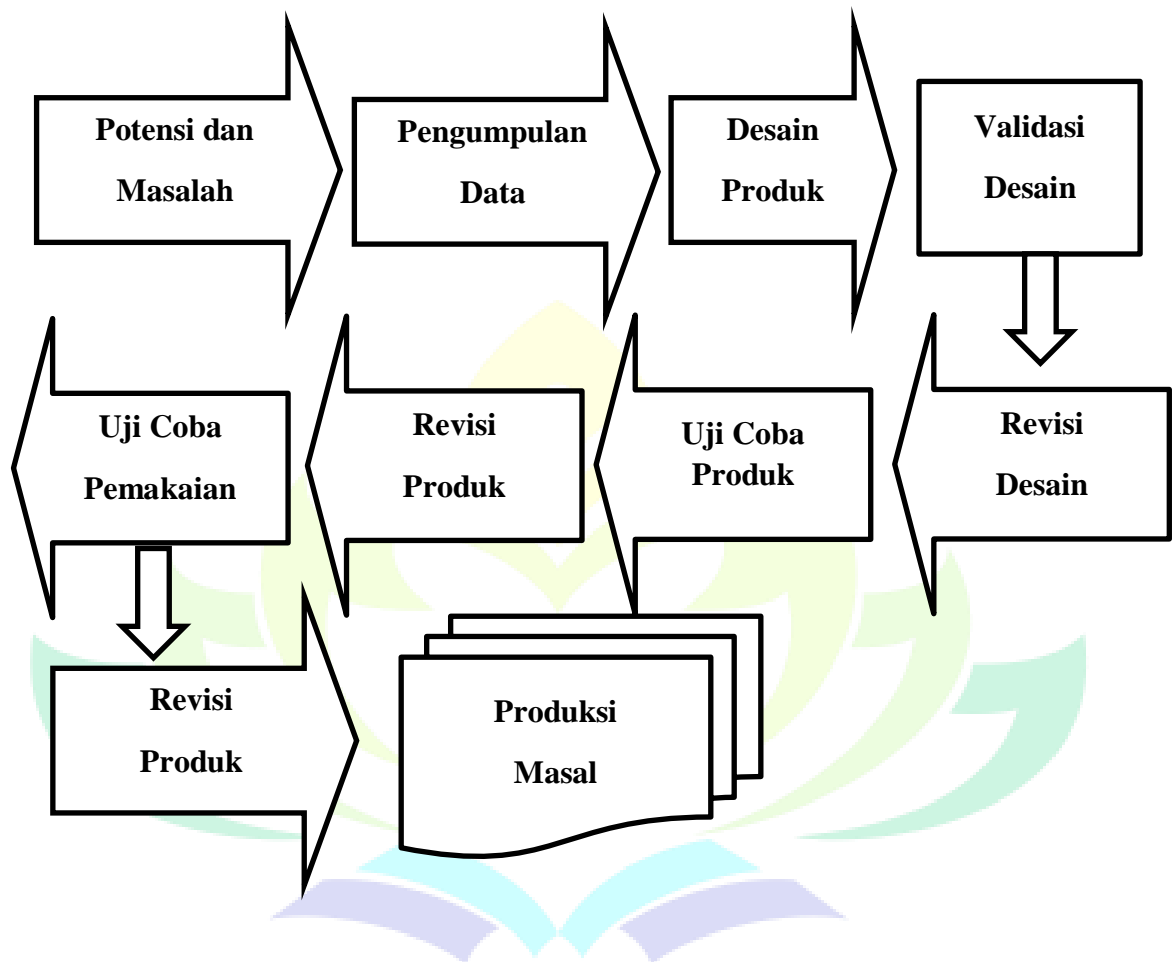 Potensi dan
Masalah
Pengumpulan
Data
Desain
Produk
Validasi
Desain
Revisi
Desain
Uji Coba
Produk
Revisi
Produk
Uji Coba
Pemakaian
Revisi
Produk
Produksi
Masal